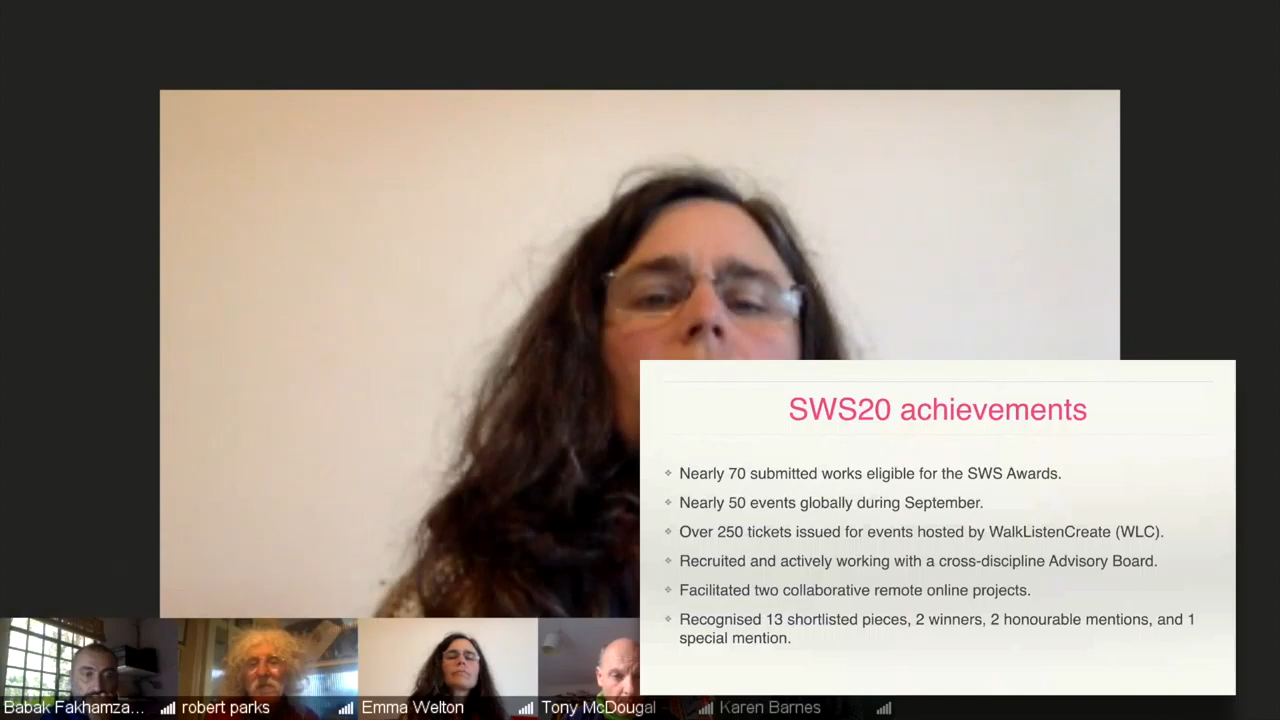 SWS20 achievements
Nearly 70 submitted works eligible for the SWS Awards.
Nearly 50 events globally during September.
Over 250 tickets issued for events hosted by WalkListenCreate (WLC).
Recruited and actively working with a cross-discipline Advisory Board.
Facilitated two collaborative remote online projects.
Recognised 13 shortlisted pieces, 2 winners, 2 honourable mentions, and 1
special mention.
Babak Fakhamza...
robert parks
Emma Welton
Tony McDougal
Karen Barnes